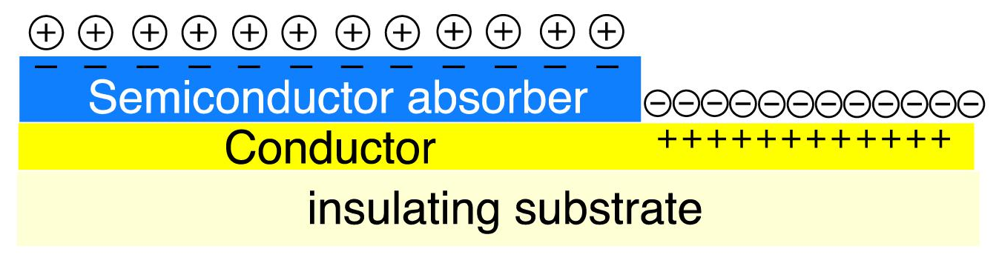 ⊕ ⊕ ⊕ ⊕ ⊕ ⊕ ⊕ ⊕ ⊕ ⊕ ⊕ ⊕
− − − − − − − − − − − −
Semiconductor absorber
⊖⊖⊖⊖⊖⊖⊖⊖⊖⊖⊖⊖
++++++++++++
Conductor
insulating substrate